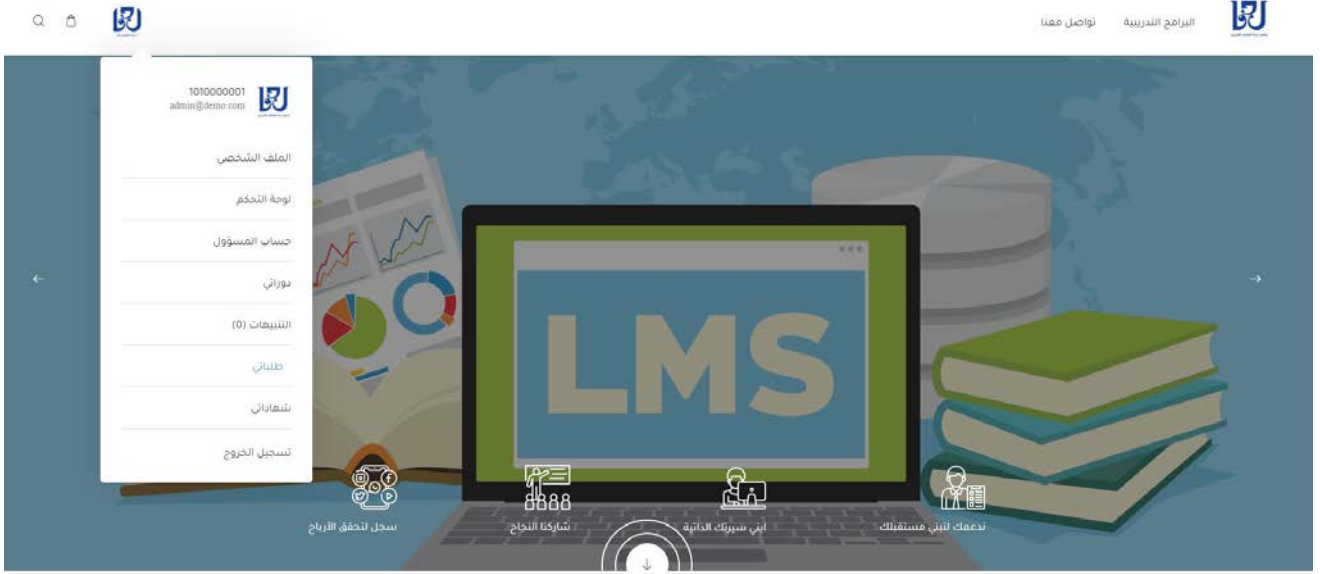 البرامج التدريبية
تواصل معنا
1010000001
admin@demo.com
الملف الشخصي
لوحة التحكم
حساب المسؤول
دوراتي
التنبيهات (0)
طلباتي
شهاداتي
تسجيل الخروج
LMS
ندعمك لتبني مستقبلك
ابني سيرتك الذاتية
شاركنا النجاح
سجل لتحقق الأرباح